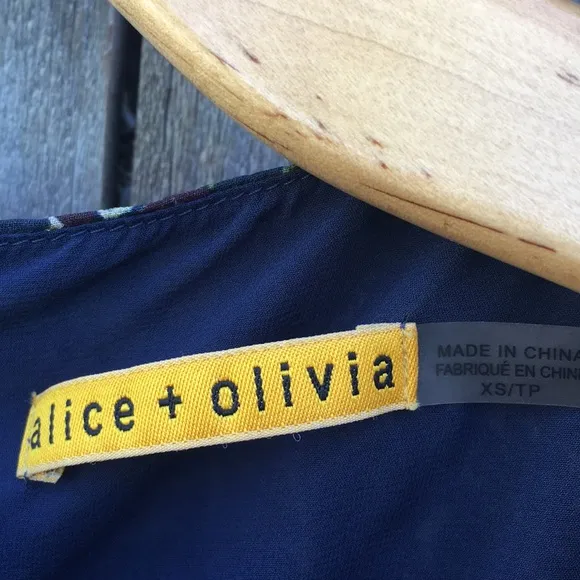 alice + olivia
MADE IN CHINA
FABRIQUÉ EN CHINE
XS/TP